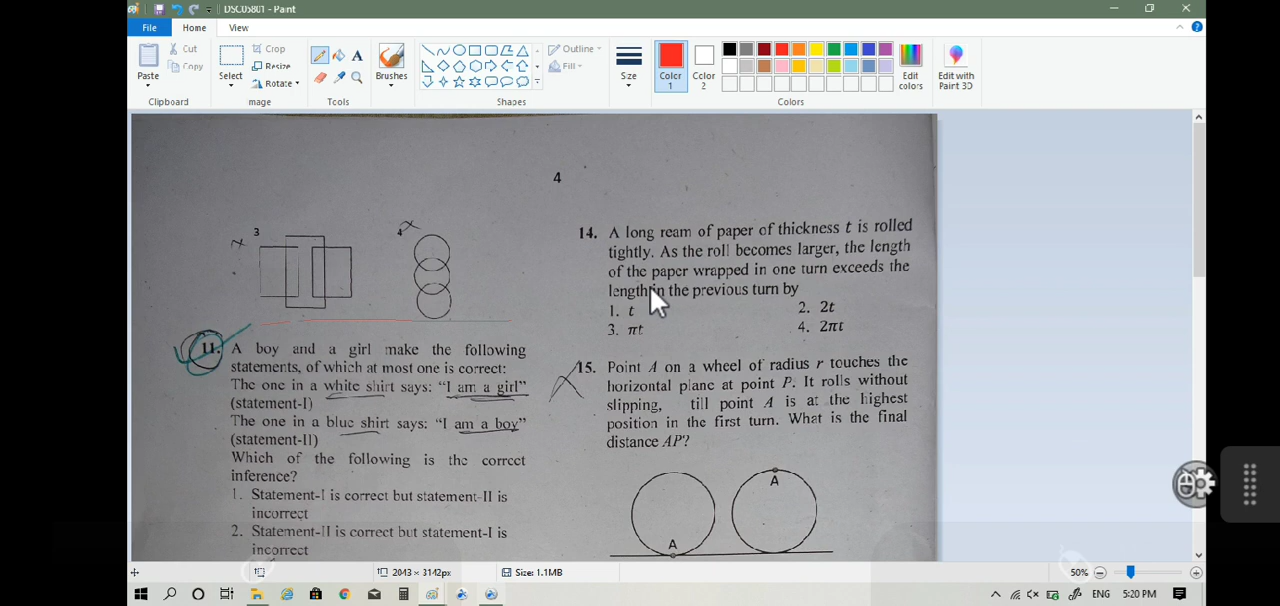 DSC05801 - Paint
File
Home
View
Paste
Cut
Copy
Clipboard
Select
Crop
Resize
Rotate
mage
Tools
Brushes
Shapes
Outline
Fill
Size
Color
1
Color
2
Edit
colors
Colors
Edit with
Paint 3D
4
3
4
11. A boy and a girl make the following
statements, of which at most one is correct:
The one in a white shirt says: “I am a girl”
(statement-I)
The one in a blue shirt says: “I am a boy”
(statement-II)
Which of the following is the correct
inference?
1. Statement-I is correct but statement-II is
incorrect
2. Statement-II is correct but statement-I is
incorrect
14. A long ream of paper of thickness t is rolled
tightly. As the roll becomes larger, the length
of the paper wrapped in one turn exceeds the
length in the previous turn by
1. t 2. 2t
3. πt 4. 2πt
15. Point A on a wheel of radius r touches the
horizontal plane at point P. It rolls without
slipping, till point A is at the highest
position in the first turn. What is the final
distance AP?
A
A
2043 × 3142px
Size: 1.1MB
50%
ENG
5:20 PM